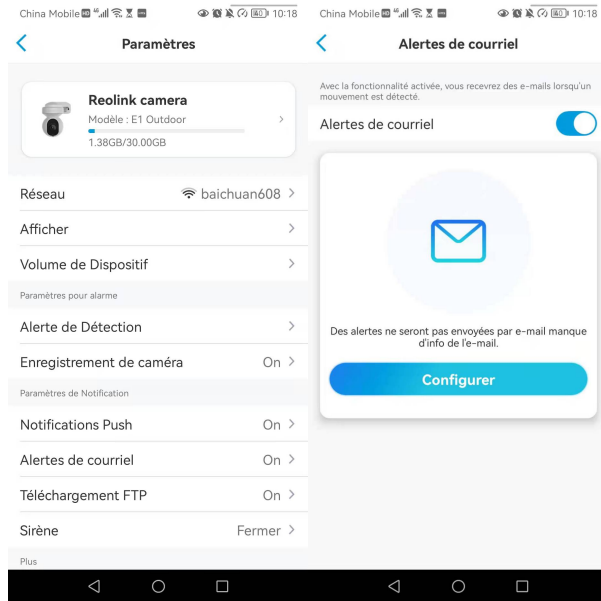 China Mobile HD 46 10:18
Paramètres
Reolink camera
Modèle : E1 Outdoor
1.38GB/30.00GB
Réseau baichuan608
Afficher
Volume de Dispositif
Paramètres pour alarme
Alerte de Détection
Enregistrement de caméra On
Paramètres de Notification
Notifications Push On
Alertes de courriel On
Téléchargement FTP On
Sirène Fermer
Plus
China Mobile HD 46 10:18
Alertes de courriel
Avec la fonctionnalité activée, vous recevrez des e-mails lorsqu'un
mouvement est détecté.
Alertes de courriel
Des alertes ne seront pas envoyées par e-mail manque
d'info de l'e-mail.
Configurer